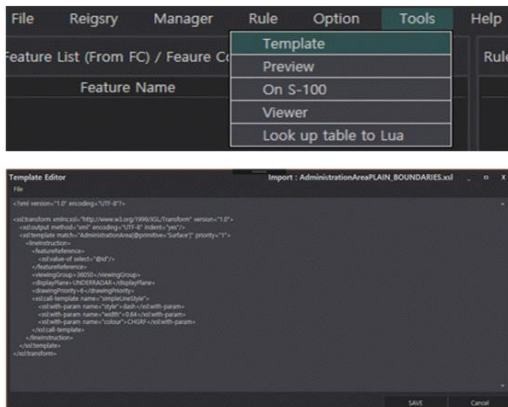 File Reigsry Manager Rule Option Tools Help
Feature List (From FC) / Feaure Co
Rule
Feature Name
Template
Preview
On S-100
Viewer
Look up table to Lua
Template Editor Import : AdministrationAreaPLAIN_BOUNDARIES.xsl _ □ X
File
<?xml version="1.0" encoding="UTF-8"?>
<xsl:transform xmlns:xsl="http://www.w3.org/1999/XSL/Transform" version="1.0">
<xsl:output method="xml" encoding="UTF-8" indent="yes"/>
<xsl:template match="AdministrationArea[@primitive='Surface']" priority="1">
<lineInstruction>
<featureReference>
<xsl:value-of select="@id"/>
</featureReference>
<viewingGroup>36050</viewingGroup>
<displayPlane>UNDERRADAR</displayPlane>
<drawingPriority>6</drawingPriority>
<xsl:call-template name="simpleLineStyle">
<xsl:with-param name="style">dash</xsl:with-param>
<xsl:with-param name="width">0.64</xsl:with-param>
<xsl:with-param name="colour">CHGRF</xsl:with-param>
</xsl:call-template>
</lineInstruction>
</xsl:template>
</xsl:transform>
SAVE Cancel